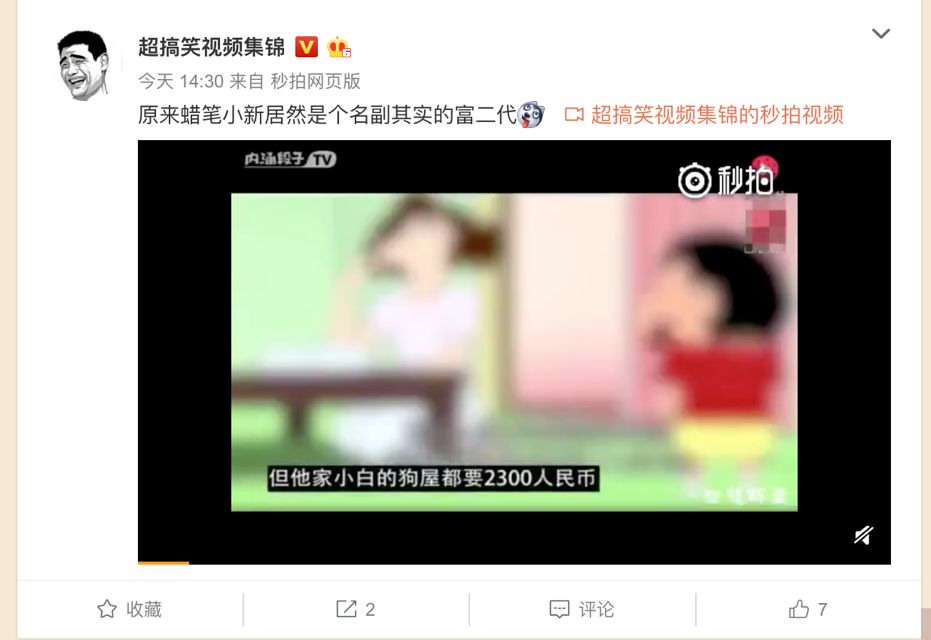 超搞笑视频集锦
今天 14:30 来自 秒拍网页版
原来蜡笔小新居然是个名副其实的富二代 超搞笑视频集锦的秒拍视频
内涵段子TV
秒拍
但他家小白的狗屋都要2300人民币
收藏
2
评论
7